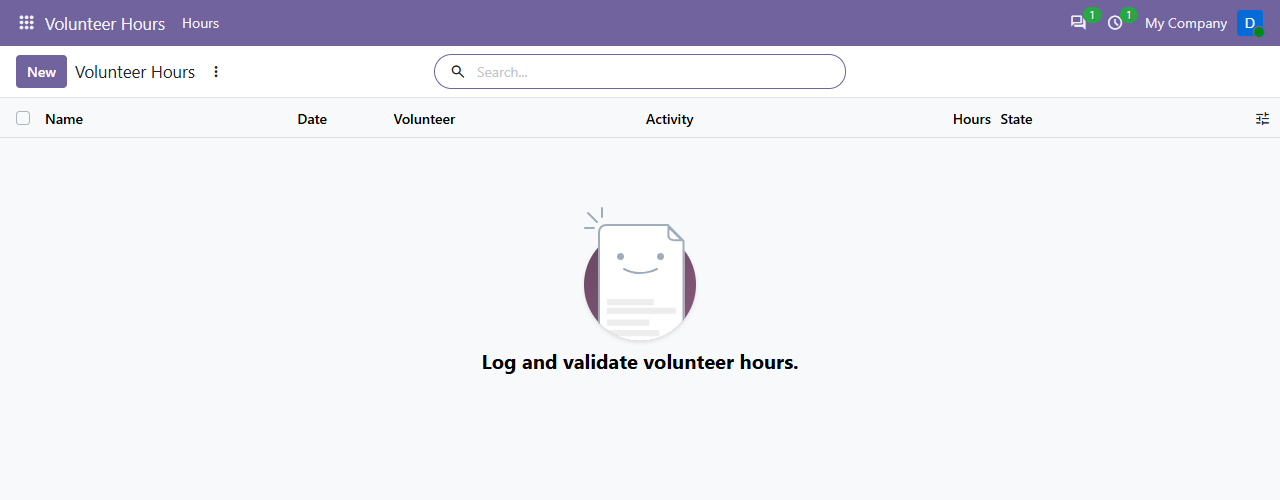 Volunteer Hours Hours 1 1 My Company D
New Volunteer Hours Search...
Name Date Volunteer Activity Hours State
Log and validate volunteer hours.